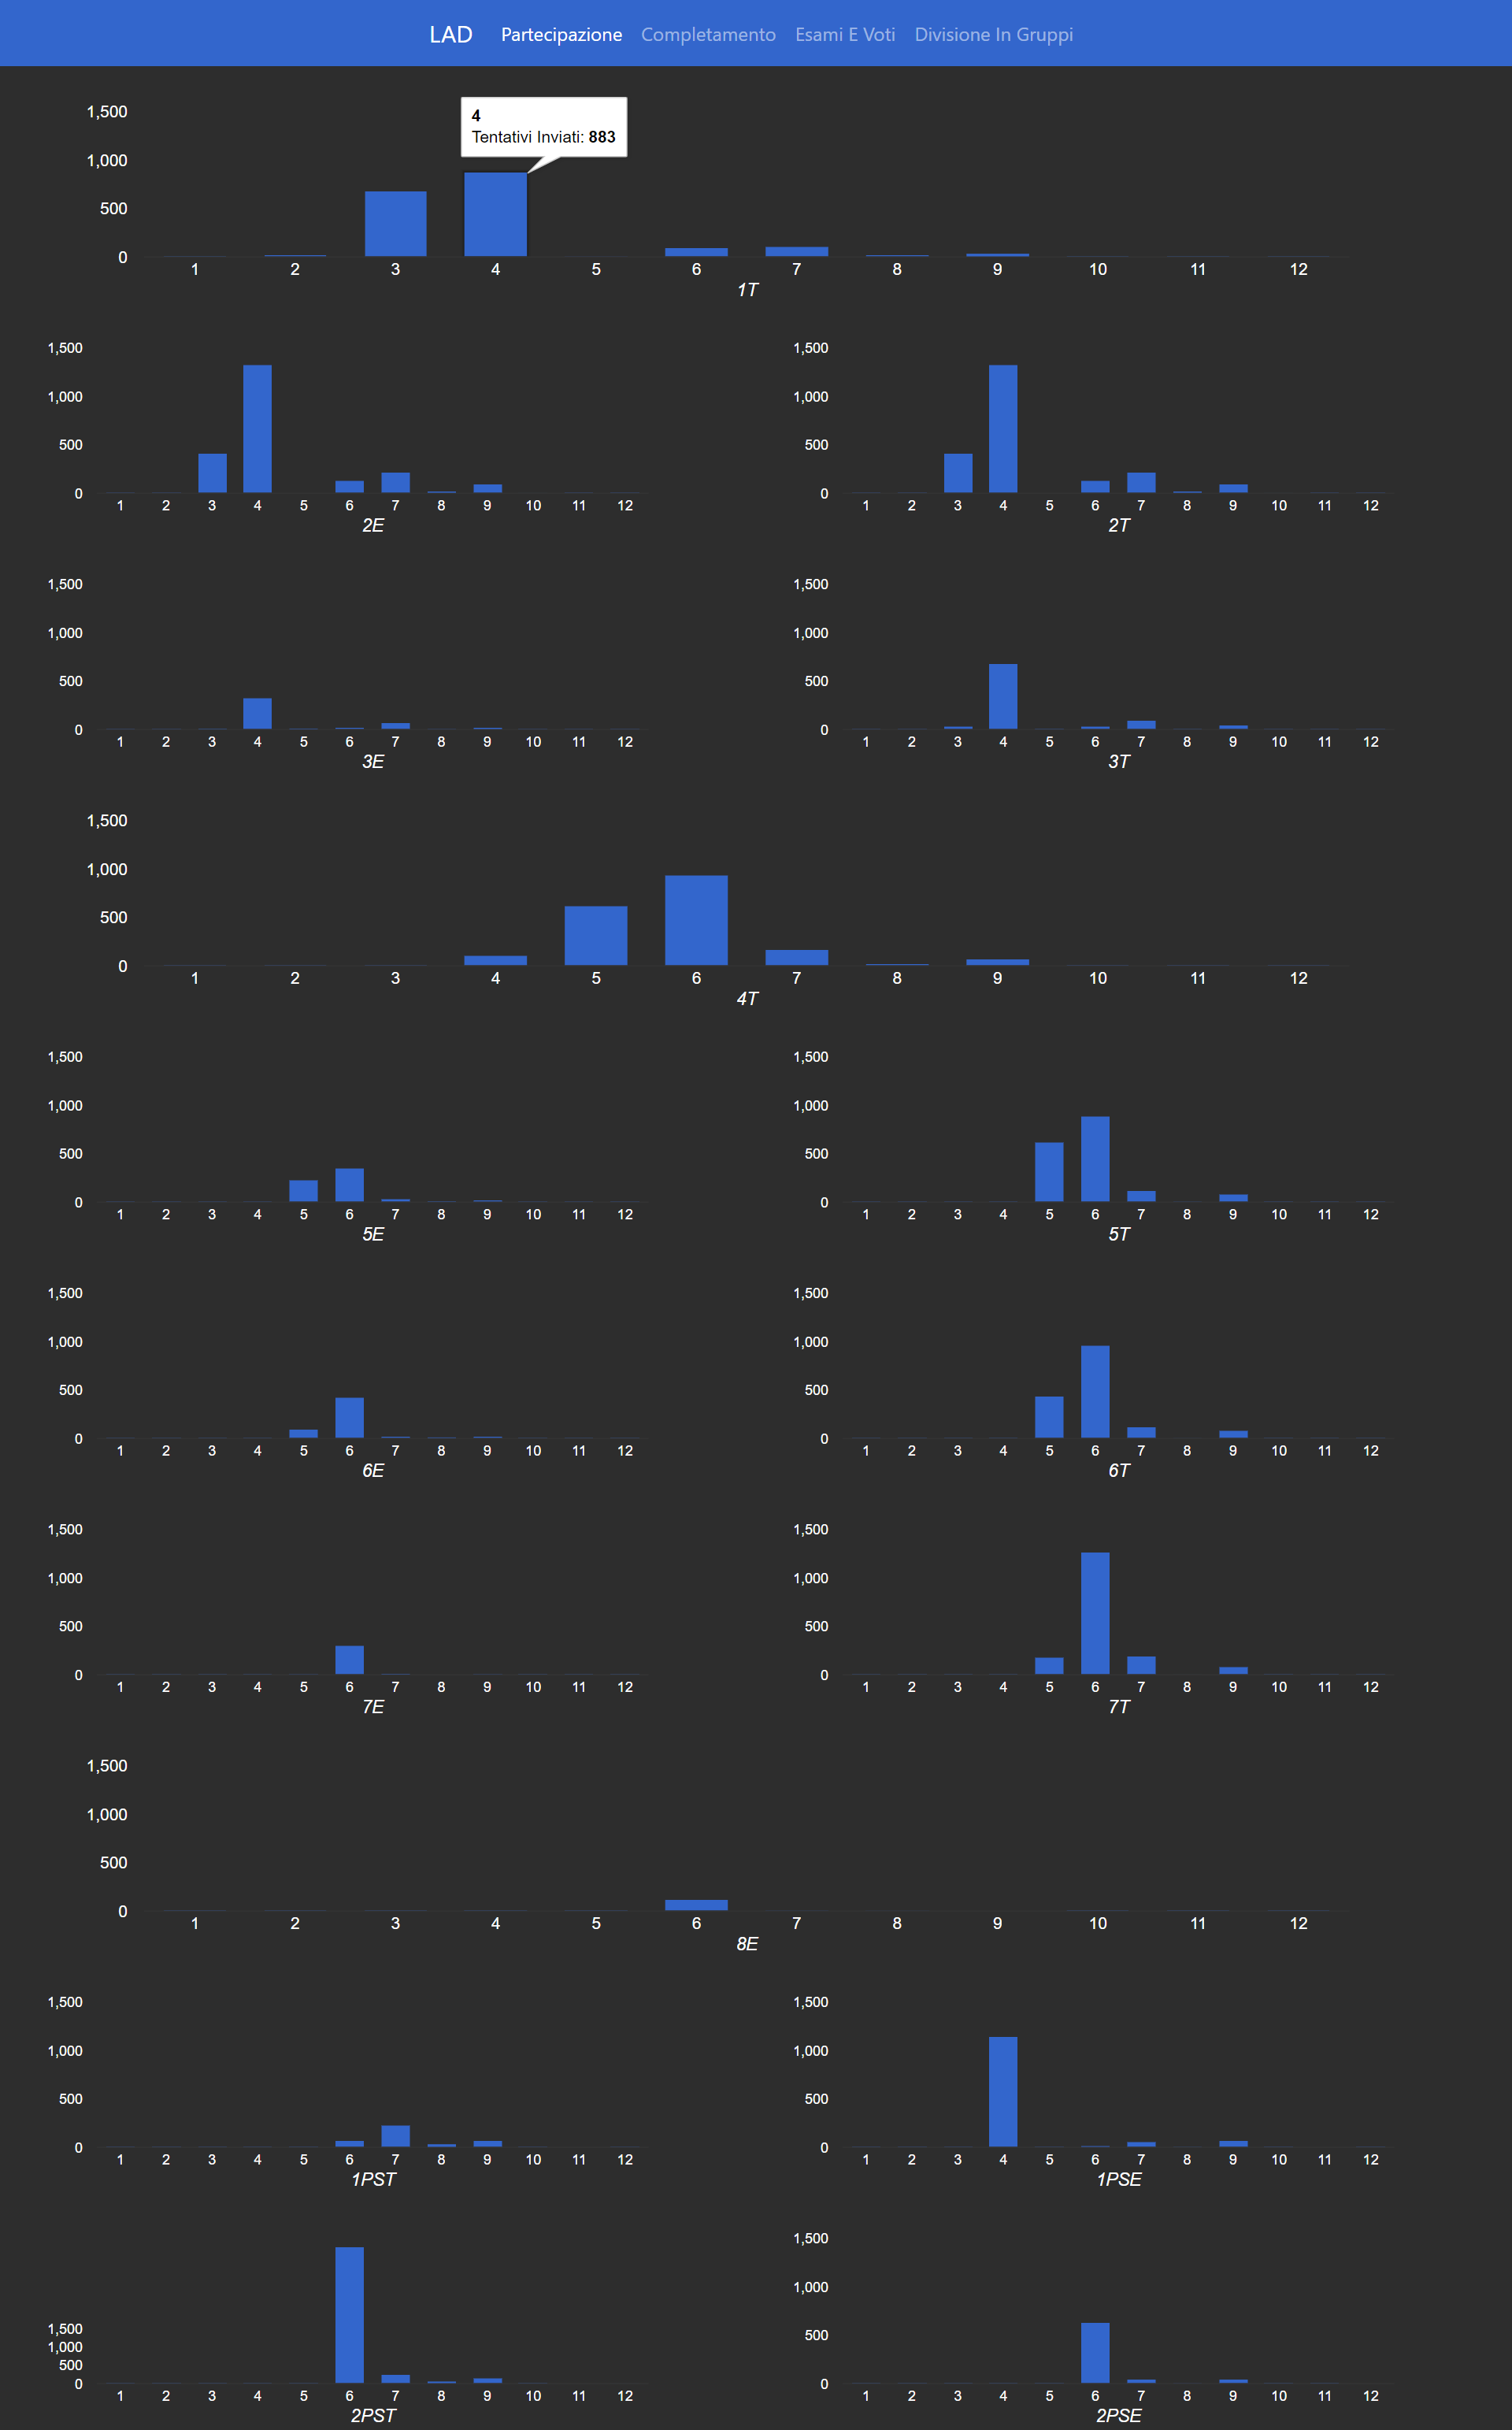 LAD Partecipazione Completamento Esami E Voti Divisione In Gruppi
4
Tentativi Inviati: 883
1,500
1,000
500
0
1 2 3 4 5 6 7 8 9 10 11 12
1T
1,500
1,000
500
0
1 2 3 4 5 6 7 8 9 10 11 12
2E
1,500
1,000
500
0
1 2 3 4 5 6 7 8 9 10 11 12
2T
1,500
1,000
500
0
1 2 3 4 5 6 7 8 9 10 11 12
3E
1,500
1,000
500
0
1 2 3 4 5 6 7 8 9 10 11 12
3T
1,500
1,000
500
0
1 2 3 4 5 6 7 8 9 10 11 12
4T
1,500
1,000
500
0
1 2 3 4 5 6 7 8 9 10 11 12
5E
1,500
1,000
500
0
1 2 3 4 5 6 7 8 9 10 11 12
5T
1,500
1,000
500
0
1 2 3 4 5 6 7 8 9 10 11 12
6E
1,500
1,000
500
0
1 2 3 4 5 6 7 8 9 10 11 12
6T
1,500
1,000
500
0
1 2 3 4 5 6 7 8 9 10 11 12
7E
1,500
1,000
500
0
1 2 3 4 5 6 7 8 9 10 11 12
7T
1,500
1,000
500
0
1 2 3 4 5 6 7 8 9 10 11 12
8E
1,500
1,000
500
0
1 2 3 4 5 6 7 8 9 10 11 12
1PST
1,500
1,000
500
0
1 2 3 4 5 6 7 8 9 10 11 12
1PSE
1,500
1,000
500
0
1 2 3 4 5 6 7 8 9 10 11 12
2PST
1,500
1,000
500
0
1 2 3 4 5 6 7 8 9 10 11 12
2PSE